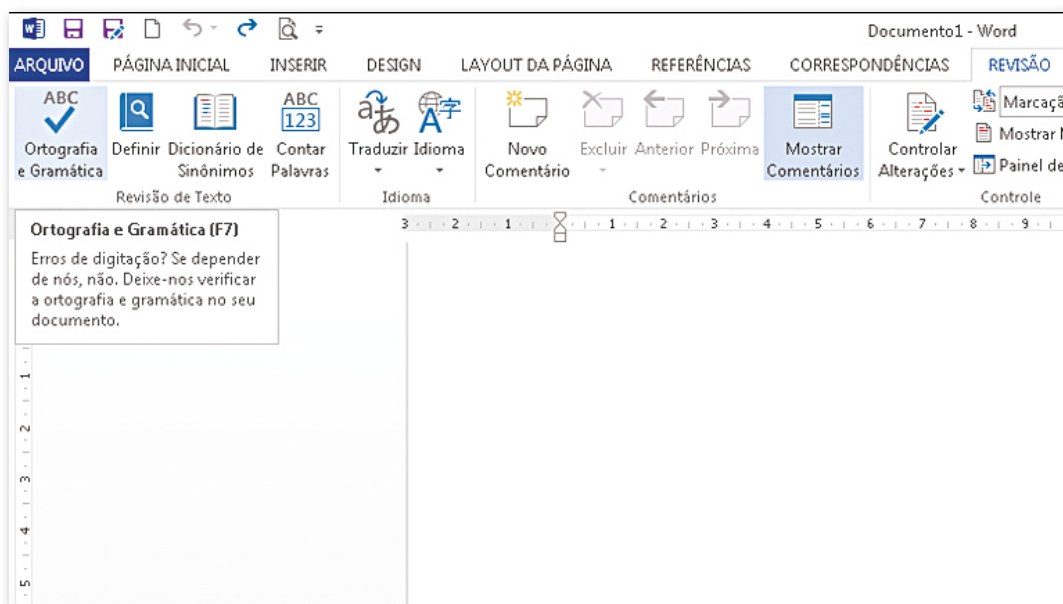 Documento1 - Word
ARQUIVO PÁGINA INICIAL INSERIR DESIGN LAYOUT DA PÁGINA REFERÊNCIAS CORRESPONDÊNCIAS REVISÃO
ABC ABC
123
Ortografia Definir Dicionário de Contar Traduzir Idioma Novo Excluir Anterior Próxima Mostrar Controlar
e Gramática Sinônimos Palavras Comentário Comentários Alterações
Marcaçã
Mostrar
Painel de
Revisão de Texto Idioma Comentários Controle
3 2 1 1 2 3 4 5 6 7 8 9
Ortografia e Gramática (F7)
Erros de digitação? Se depender
de nós, não. Deixe-nos verificar
a ortografia e gramática no seu
documento.
1
2
3
4
5